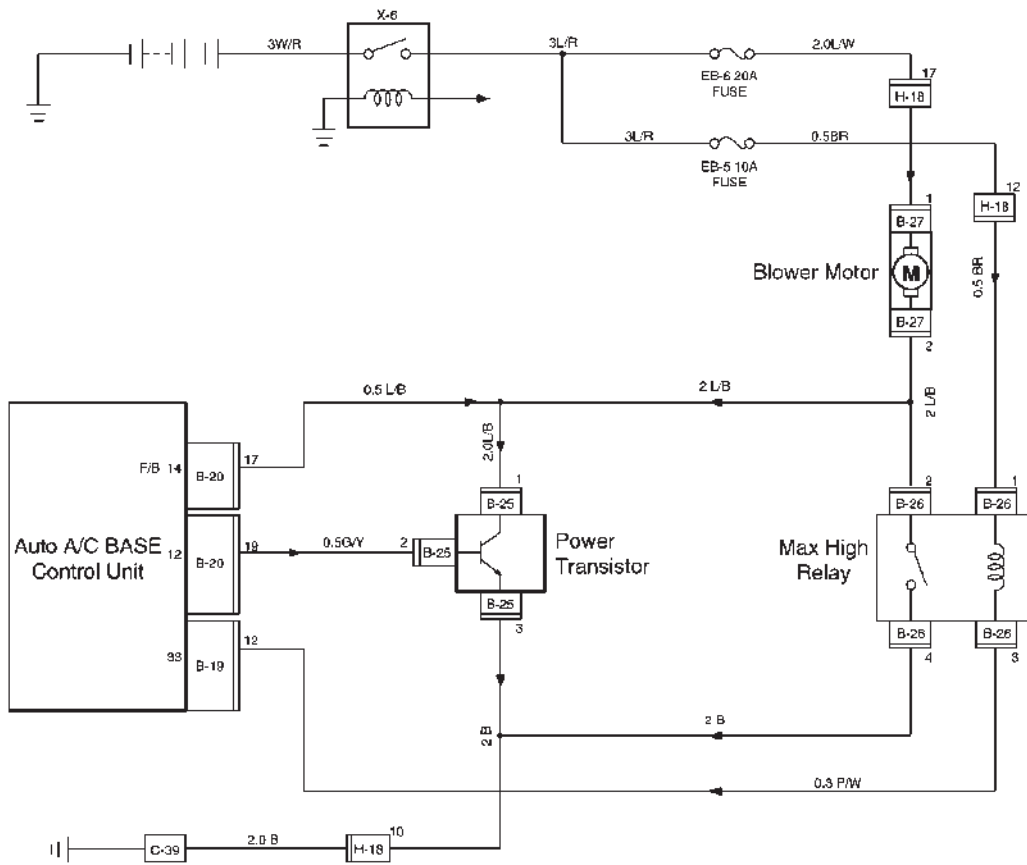 X-6
3W/R
3L/R
2.0L/W
EB-6 20A
FUSE
17
H-18
3L/R
0.5BR
EB-5 10A
FUSE
12
H-18
1
B-27
Blower Motor
M
0.5 BR
B-27
2
0.5 L/B
2 L/B
2 L/B
2.0L/B
F/B 14
B-20
17
1
B-25
2
B-26
1
B-26
Auto A/C BASE
Control Unit
12
B-20
19
0.5G/Y
2
B-25
Power
Transistor
Max High
Relay
B-25
3
B-26
4
B-26
3
33
B-19
12
2 B
2 B
0.3 P/W
C-39
2.0 B
H-18
10